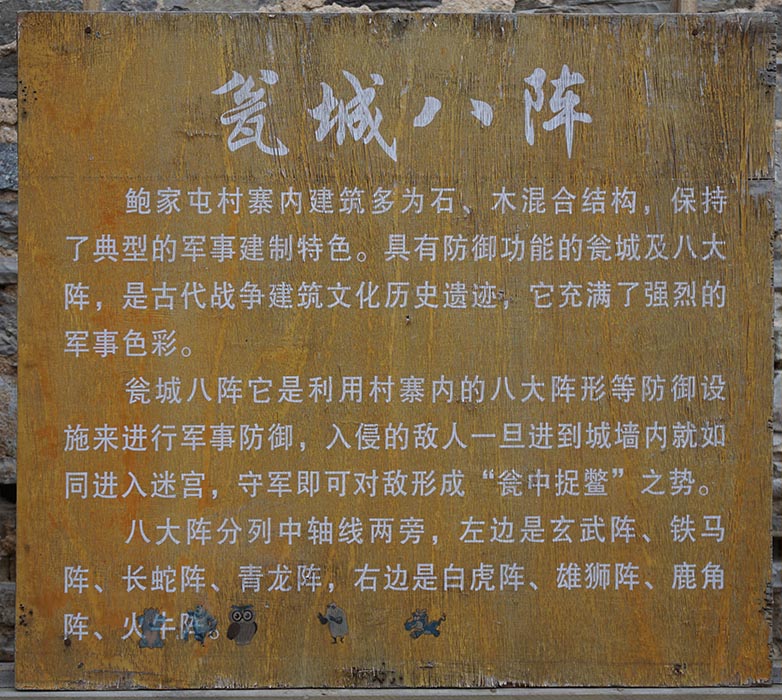 瓮城八阵
鲍家屯村寨内建筑多为石、木混合结构，保持
了典型的军事建制特色。具有防御功能的瓮城及八大
阵，是古代战争建筑文化历史遗迹，它充满了强烈的
军事色彩。
瓮城八阵它是利用村寨内的八大阵形等防御设
施来进行军事防御，入侵的敌人一旦进到城墙内就如
同进入迷宫，守军即可对敌形成“瓮中捉鳖”之势。
八大阵分列中轴线两旁，左边是玄武阵、铁马
阵、长蛇阵、青龙阵，右边是白虎阵、雄狮阵、鹿角
阵、火牛阵。